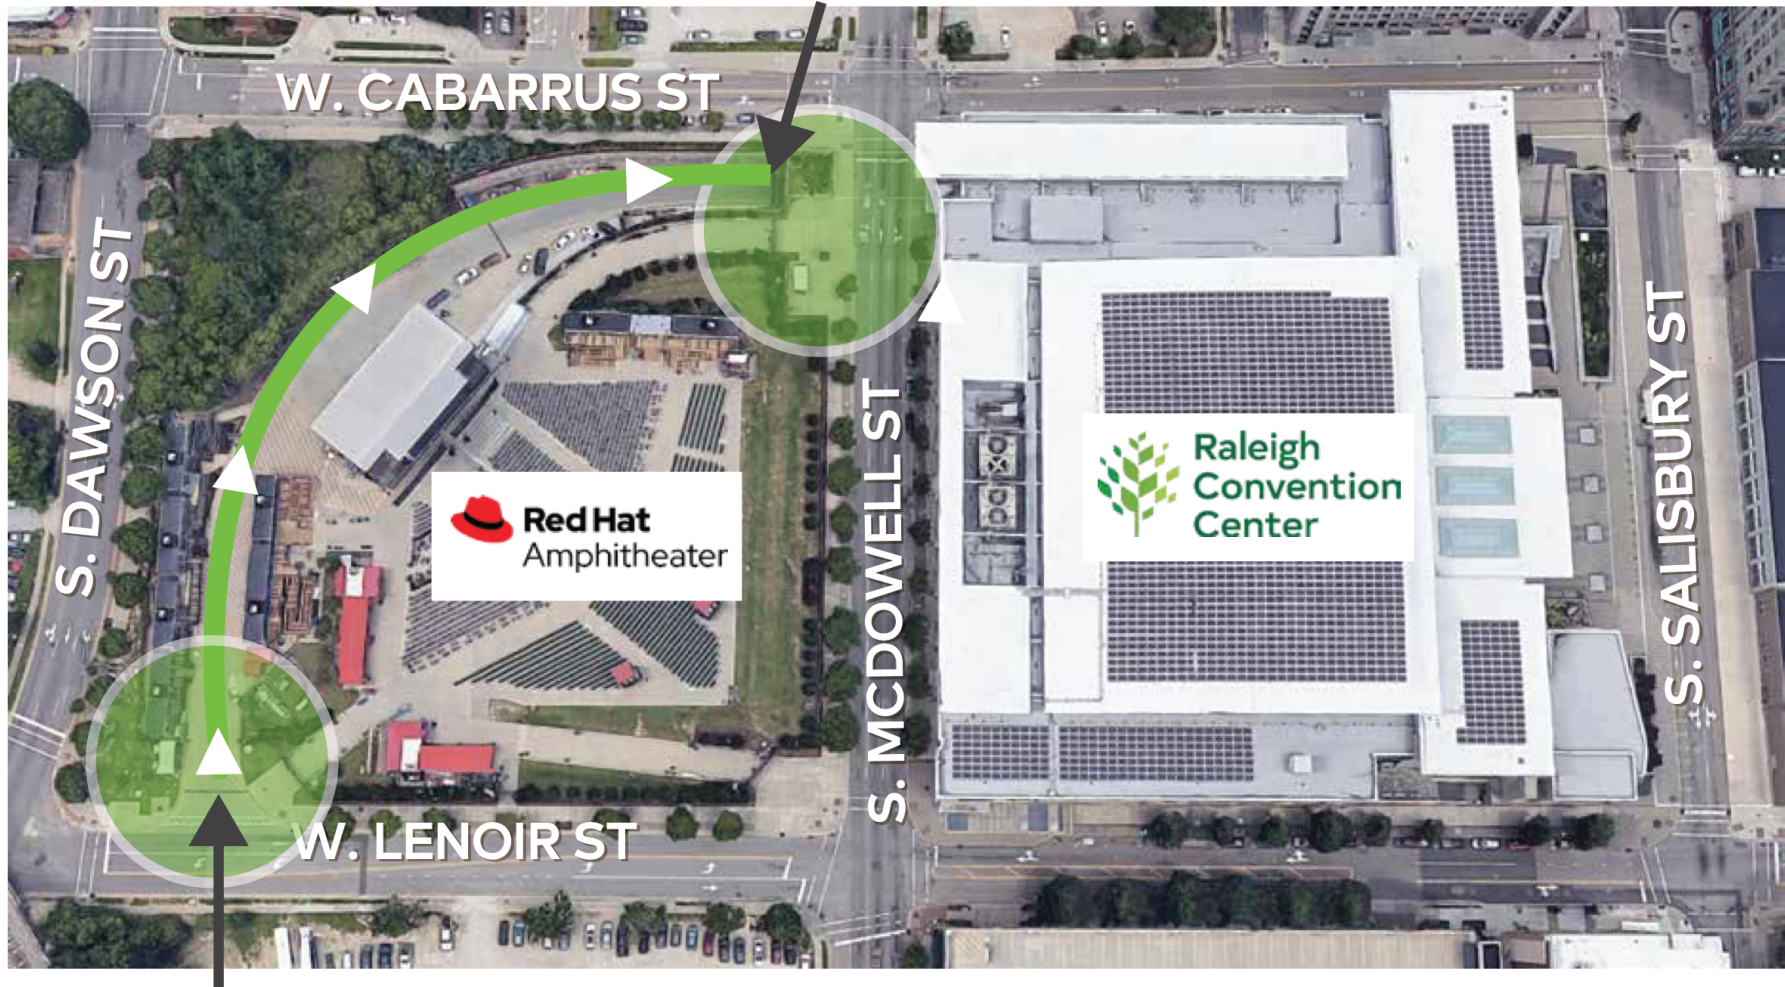 W. CABARRUS ST
S. DAWSON ST
Red Hat
Amphitheater
S. MCDOWELL ST
Raleigh
Convention
Center
S. SALISBURY ST
W. LENOIR ST